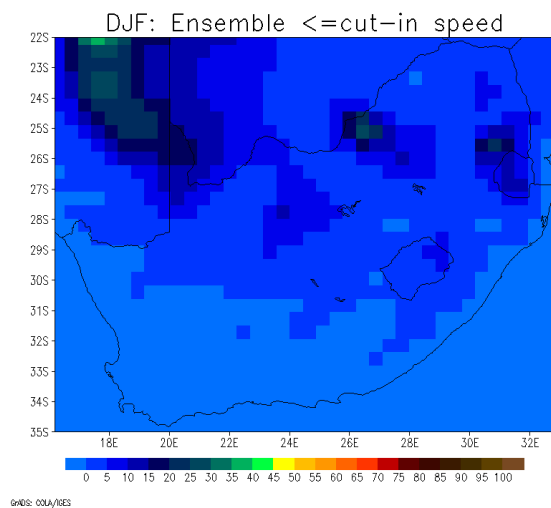 DJF: Ensemble <=cut-in speed
22S
23S
24S
25S
26S
27S
28S
29S
30S
31S
32S
33S
34S
35S
18E 20E 22E 24E 26E 28E 30E 32E
0 5 10 15 20 25 30 35 40 45 50 55 60 65 70 75 80 85 90 95 100
GrADS: COLA/IGES